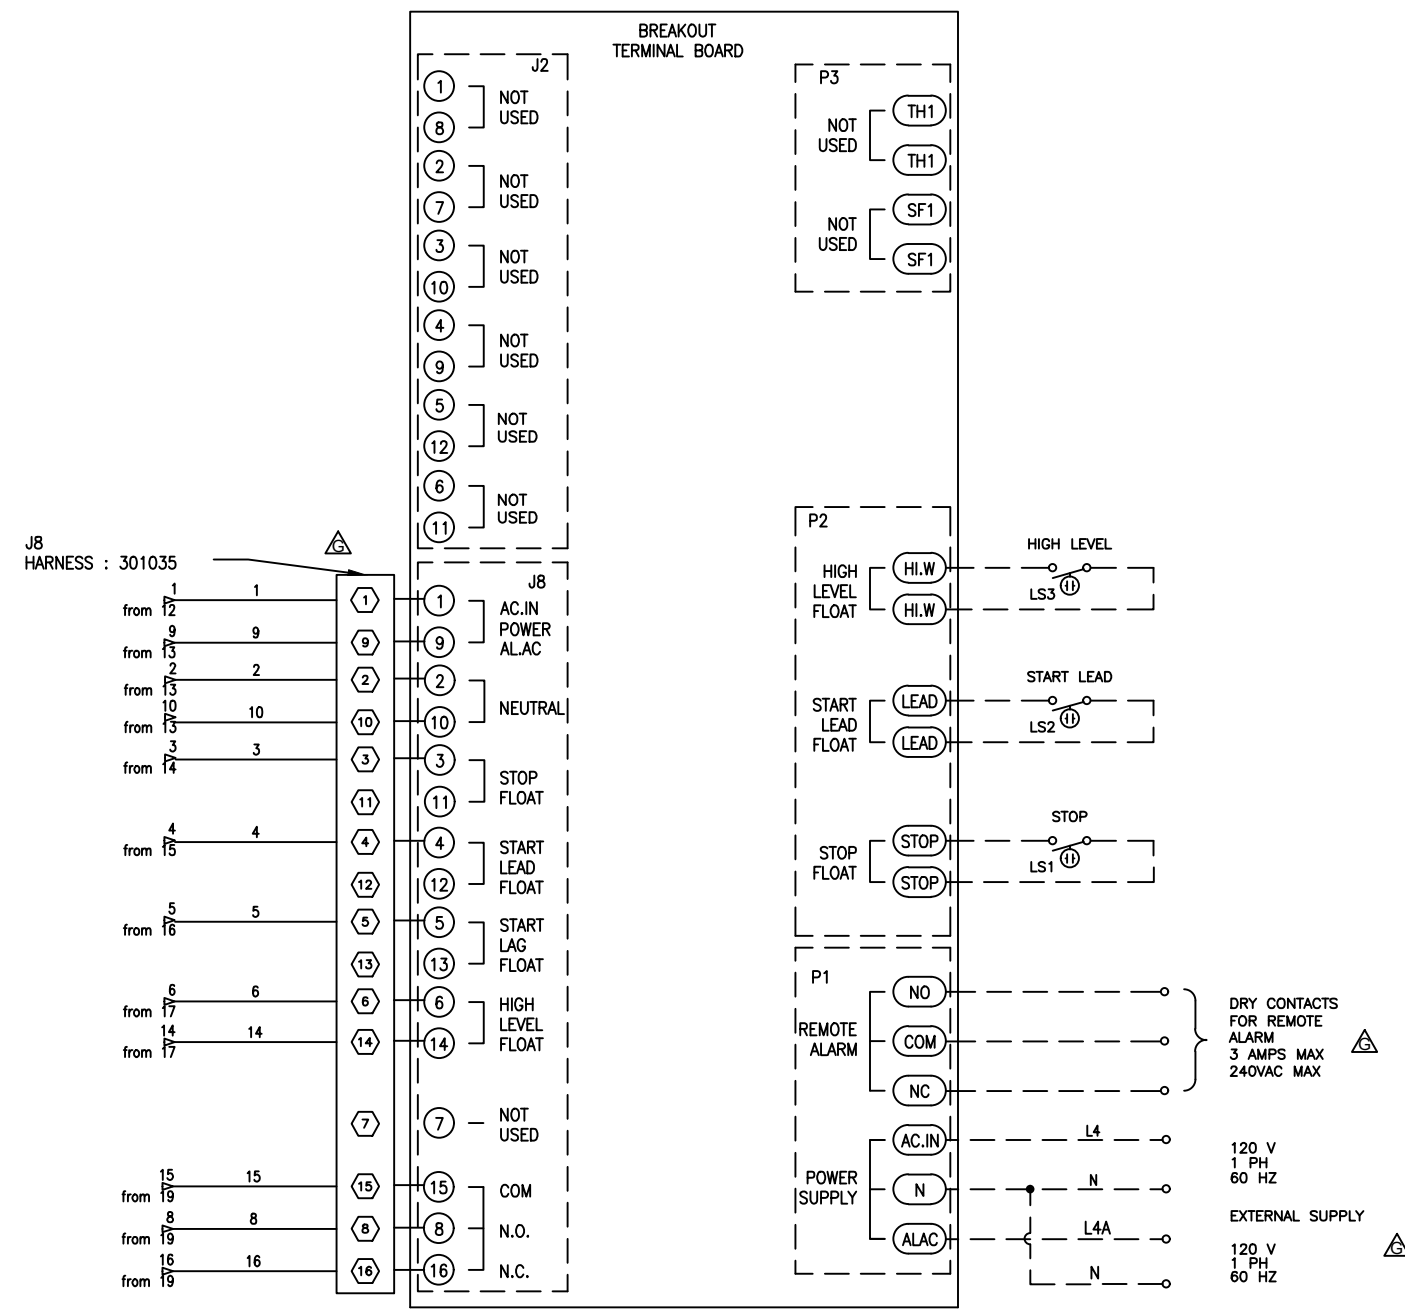 BREAKOUT
TERMINAL BOARD
J2
1
NOT
USED
8
2
NOT
USED
7
3
NOT
USED
10
4
NOT
USED
9
5
NOT
USED
12
6
NOT
USED
11
P3
TH1
NOT
USED
TH1
SF1
NOT
USED
SF1
J8
HARNESS : 301035
G
1
from 12
1
1
9
from 13
9
9
2
from 13
2
2
10
from 13
10
10
3
from 14
3
3
11
4
from 15
4
4
12
5
from 16
5
5
13
6
from 17
6
6
14
from 17
14
14
7
15
from 19
15
15
8
from 19
8
8
16
from 19
16
16
J8
1
AC.IN
POWER
AL.AC
9
2
NEUTRAL
10
3
STOP
FLOAT
11
4
START
LEAD
FLOAT
12
5
START
LAG
FLOAT
13
6
HIGH
LEVEL
FLOAT
14
7
NOT
USED
15
COM
8
N.O.
16
N.C.
P2
HIGH
LEVEL
FLOAT
HI.W
HI.W
HIGH LEVEL
LS3
START
LEAD
FLOAT
LEAD
LEAD
START LEAD
LS2
STOP
FLOAT
STOP
STOP
STOP
LS1
P1
REMOTE
ALARM
NO
COM
NC
DRY CONTACTS
FOR REMOTE
ALARM
3 AMPS MAX
240VAC MAX
G
POWER
SUPPLY
AC.IN
L4
N
N
ALAC
L4A
N
120 V
1 PH
60 HZ
EXTERNAL SUPPLY
120 V
1 PH
60 HZ
G